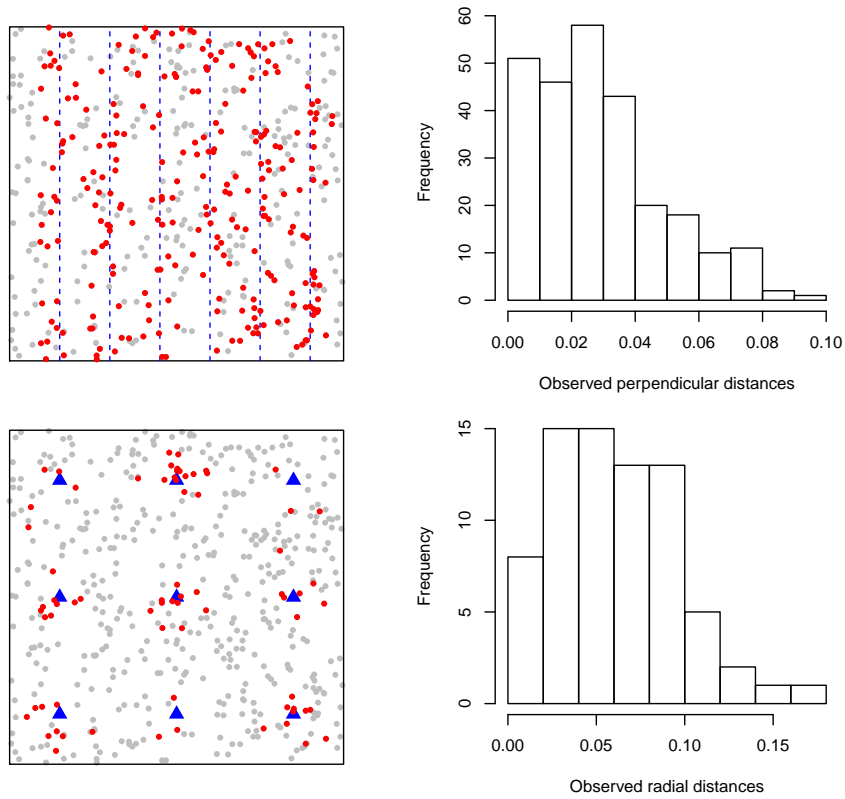 60
50
40
30
20
10
0
Frequency
0.00 0.02 0.04 0.06 0.08 0.10
Observed perpendicular distances
15
10
5
0
Frequency
0.00 0.05 0.10 0.15
Observed radial distances